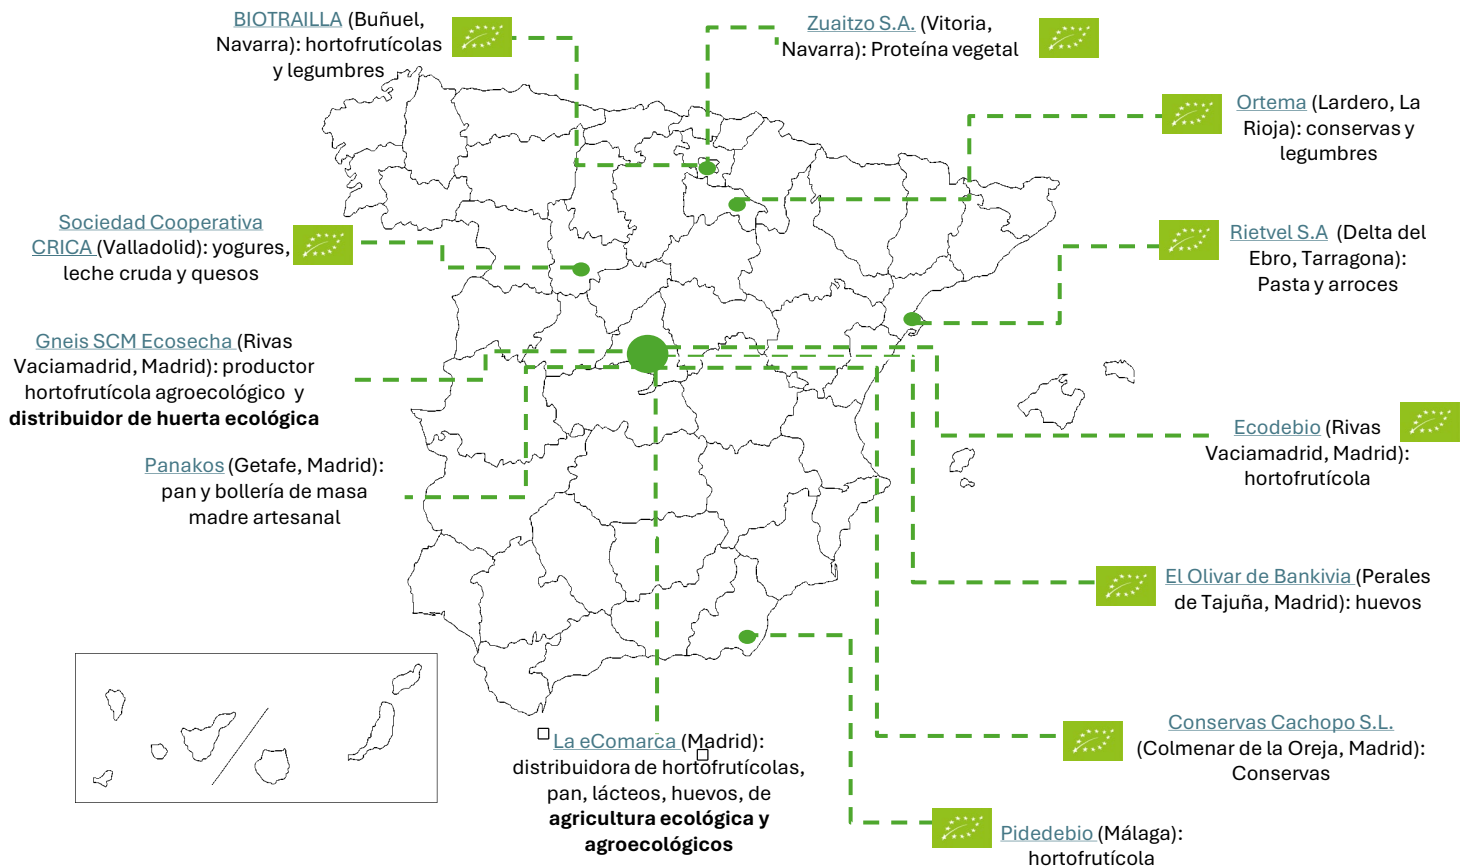 BIOTRAILLA (Buñuel,
Navarra): hortofrutícolas
y legumbres
Zuaitzo S.A. (Vitoria,
Navarra): Proteína vegetal
Ortema (Lardero, La
Rioja): conservas y
legumbres
Sociedad Cooperativa
CRICA (Valladolid): yogures,
leche cruda y quesos
Rietvel S.A (Delta del
Ebro, Tarragona):
Pasta y arroces
Gneis SCM Ecosecha (Rivas
Vaciamadrid, Madrid): productor
hortofrutícola agroecológico y
distribuidor de huerta ecológica
Ecodebio (Rivas
Vaciamadrid, Madrid):
hortofrutícola
Panakos (Getafe, Madrid):
pan y bollería de masa
madre artesanal
El Olivar de Bankivia (Perales
de Tajuña, Madrid): huevos
Conservas Cachopo S.L.
(Colmenar de la Oreja, Madrid):
Conservas
La eComarca (Madrid):
distribuidora de hortofrutícolas,
pan, lácteos, huevos, de
agricultura ecológica y
agroecológicos
Pidedebio (Málaga):
hortofrutícola